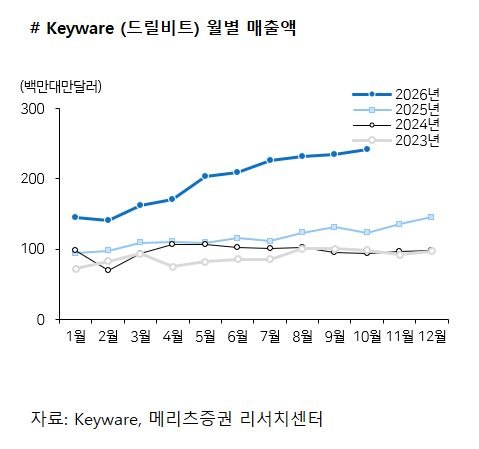 # Keyware (드릴비트) 월별 매출액
(백만대만달러)
2026년
2025년
2024년
2023년
300
200
100
0
1월 2월 3월 4월 5월 6월 7월 8월 9월 10월 11월 12월
자료: Keyware, 메리츠증권 리서치센터